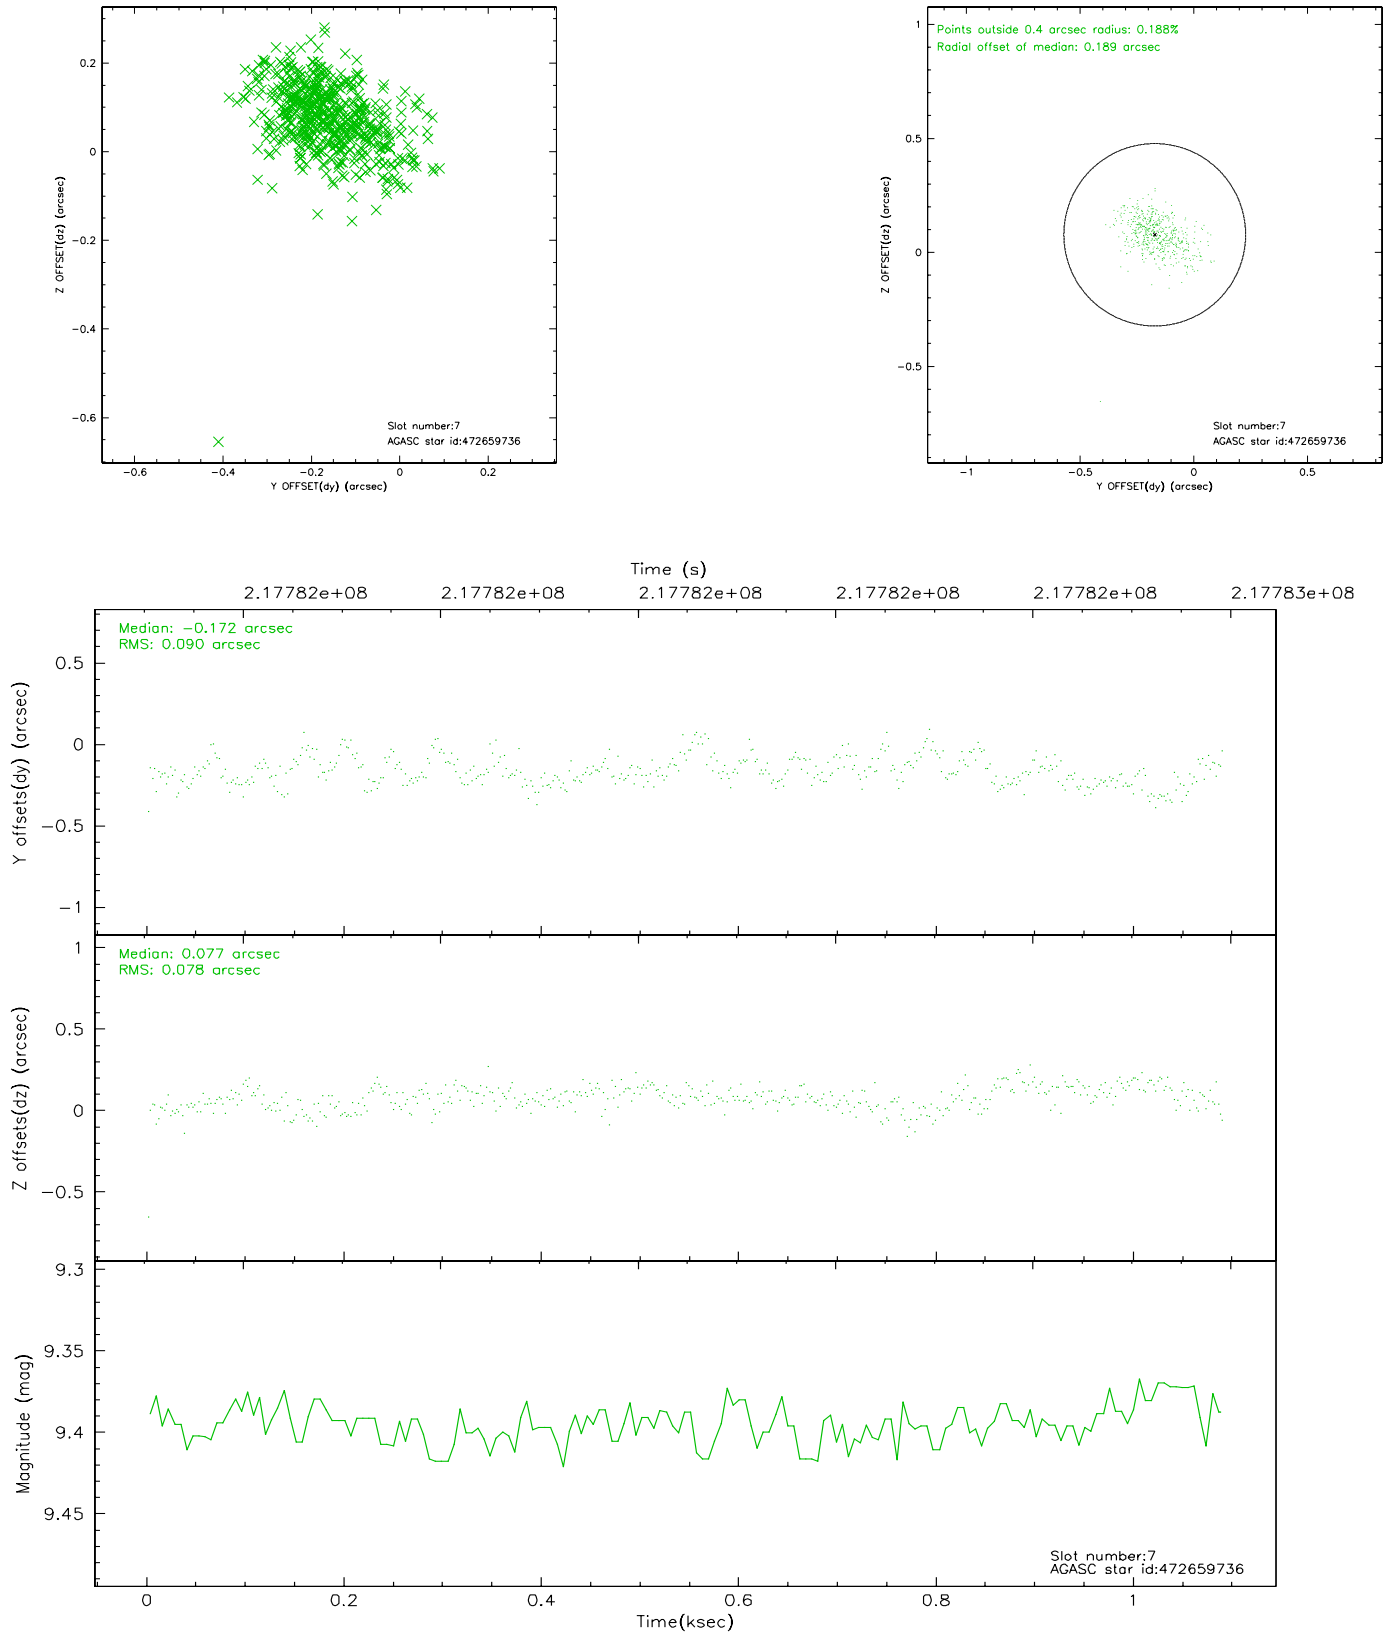 0.2
0
−0.2
−0.4
−0.6
Z OFFSET(dz) (arcsec)
Slot number:7
AGASC star id:472659736
−0.6 −0.4 −0.2 0 0.2
Y OFFSET(dy) (arcsec)
Points outside 0.4 arcsec radius: 0.188%
Radial offset of median: 0.189 arcsec
1
0.5
0
−0.5
Z OFFSET(dz) (arcsec)
Slot number:7
AGASC star id:472659736
−1 −0.5 0 0.5
Y OFFSET(dy) (arcsec)
Time (s)
2.17782e+08 2.17782e+08 2.17782e+08 2.17782e+08 2.17782e+08 2.17783e+08
Median: −0.172 arcsec
RMS: 0.090 arcsec
0.5
0
−0.5
−1
Y offsets(dy) (arcsec)
Median: 0.077 arcsec
RMS: 0.078 arcsec
1
0.5
0
−0.5
Z offsets(dz) (arcsec)
9.3
9.35
9.4
9.45
Magnitude (mag)
Slot number:7
AGASC star id:472659736
0 0.2 0.4 0.6 0.8 1
Time(ksec)